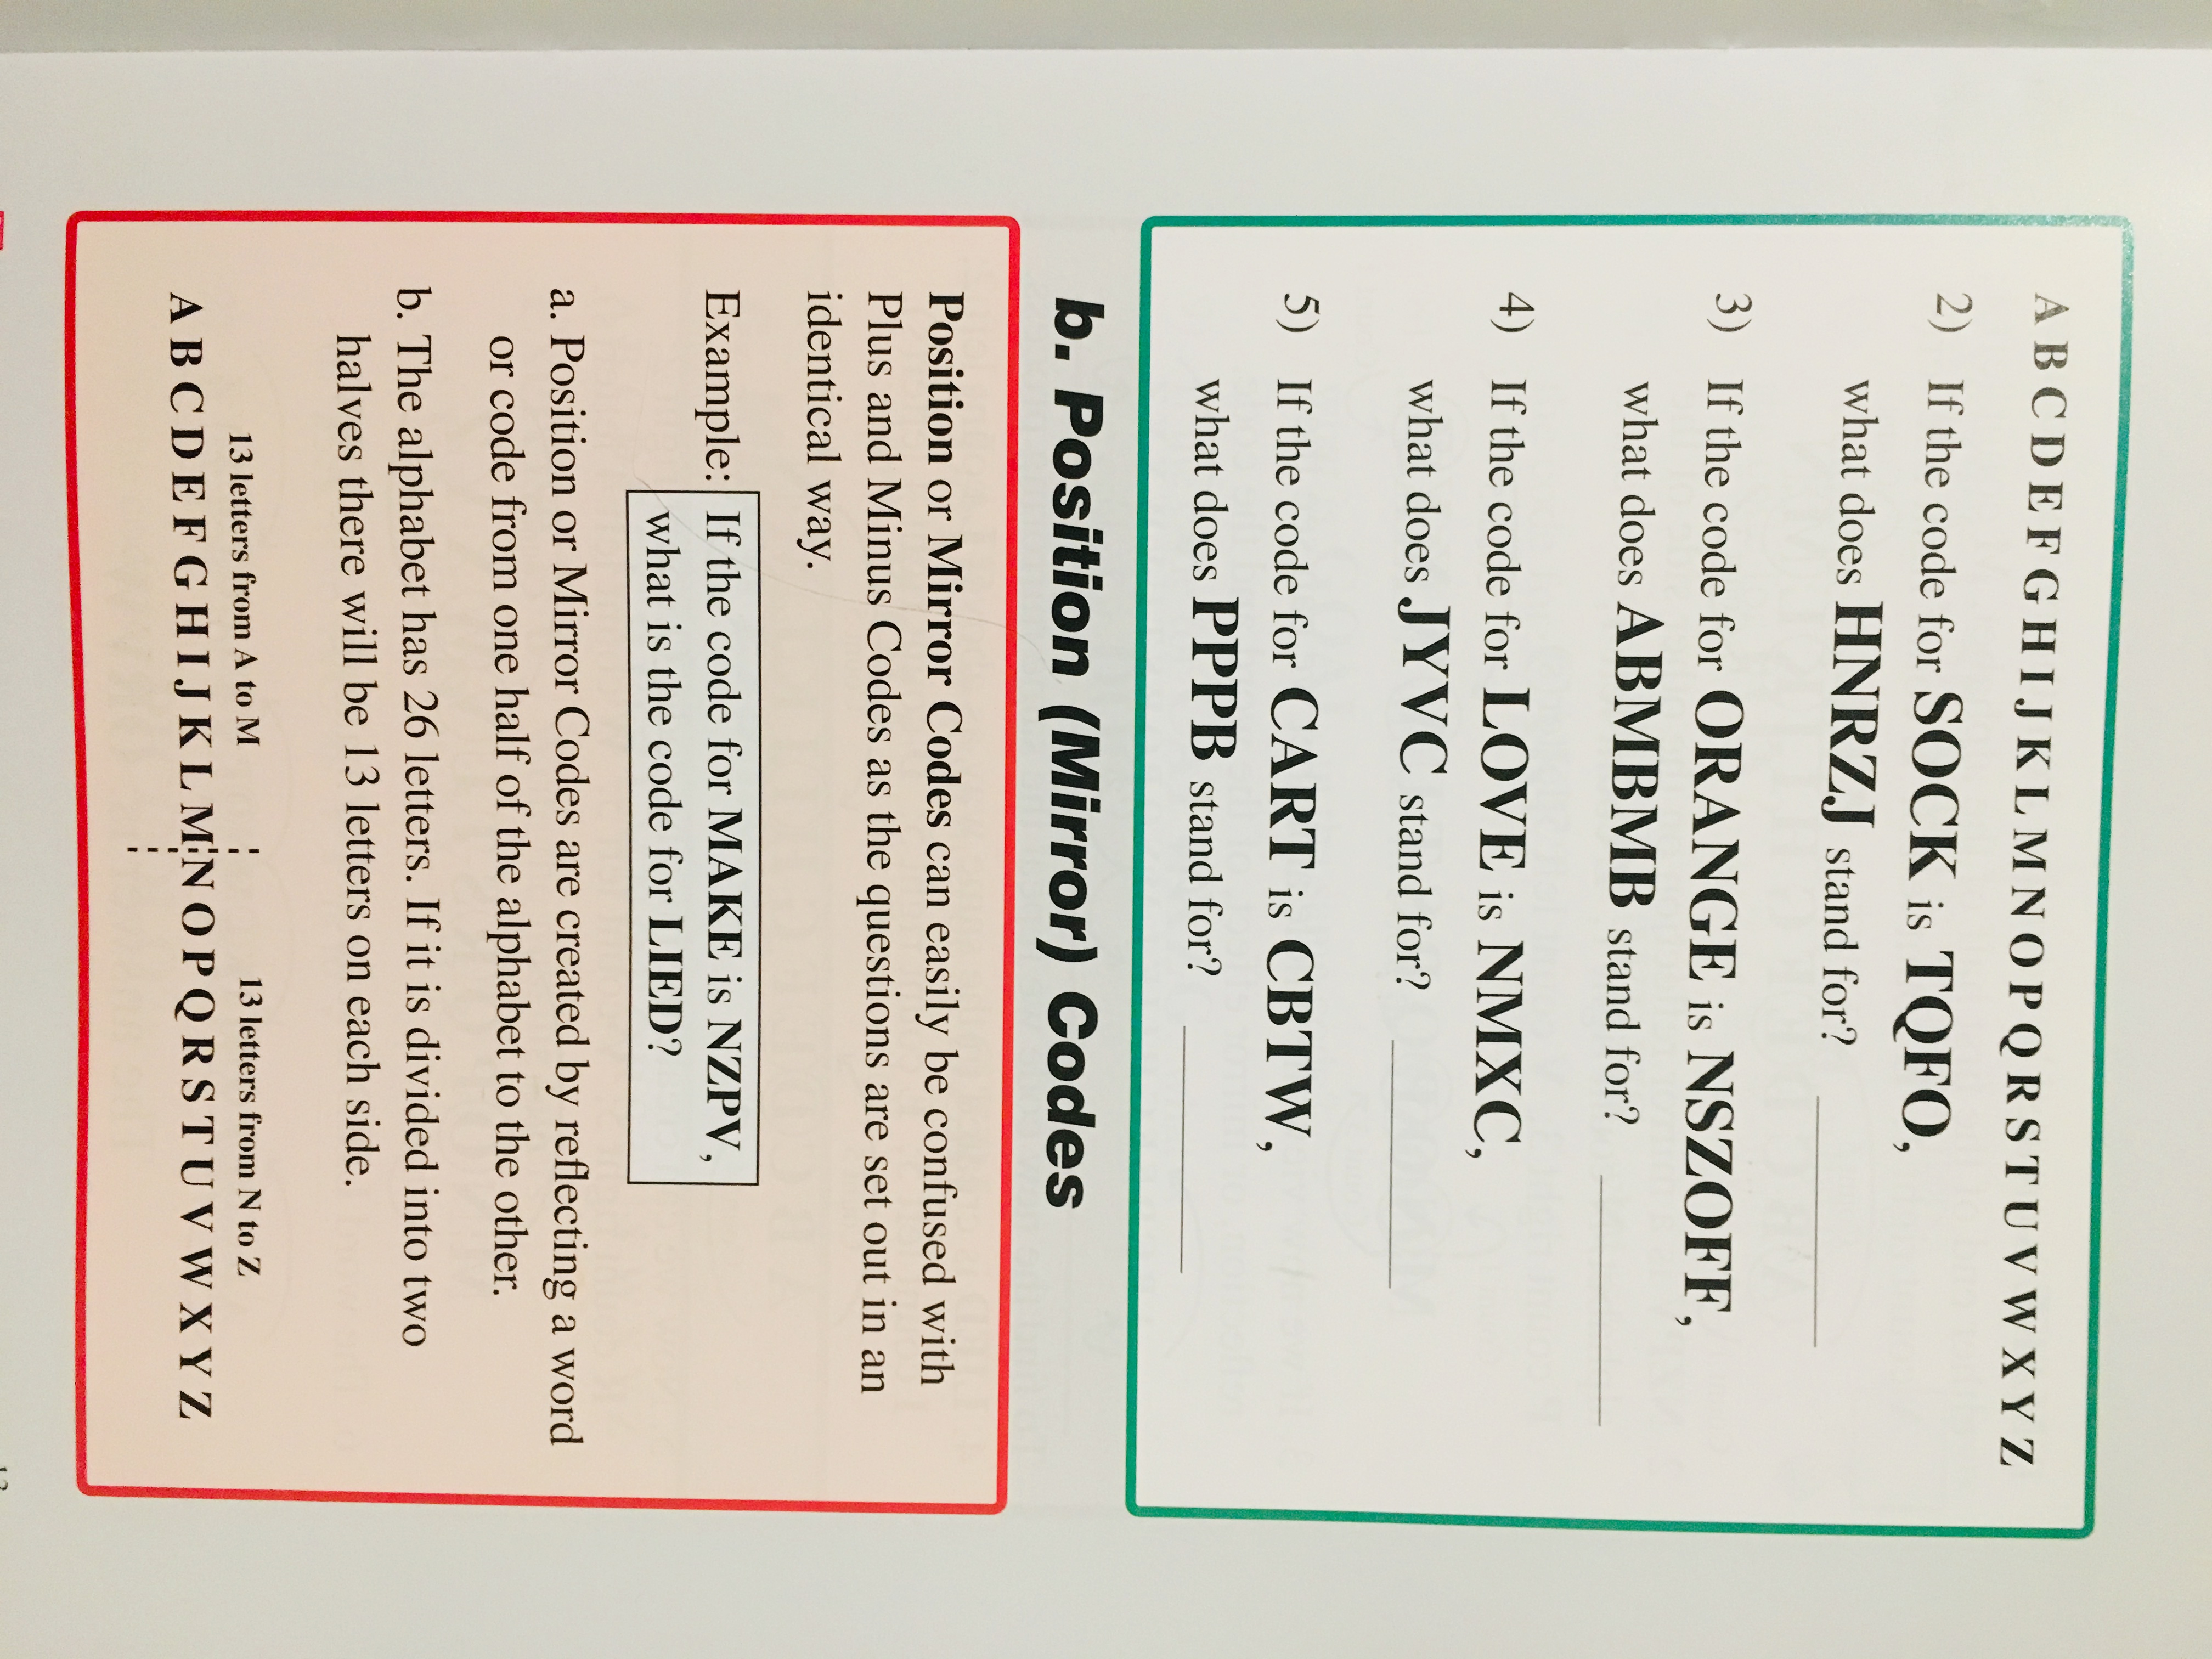 A B C D E F G H I J K L M N O P Q R S T U V W X Y Z
2) If the code for SOCK is TQFO,
what does HNRZJ stand for?
3) If the code for ORANGE is NSZOFF,
what does ABMBMB stand for?
4) If the code for LOVE is NMXC,
what does JYVC stand for?
5) If the code for CART is CBTW,
what does PPPB stand for?
b. Position (Mirror) Codes
Position or Mirror Codes can easily be confused with
Plus and Minus Codes as the questions are set out in an
identical way.
Example: If the code for MAKE is NZPV,
what is the code for LIED?
a. Position or Mirror Codes are created by reflecting a word
or code from one half of the alphabet to the other.
b. The alphabet has 26 letters. If it is divided into two
halves there will be 13 letters on each side.
13 letters from A to M 13 letters from N to Z
A B C D E F G H I J K L M N O P Q R S T U V W X Y Z